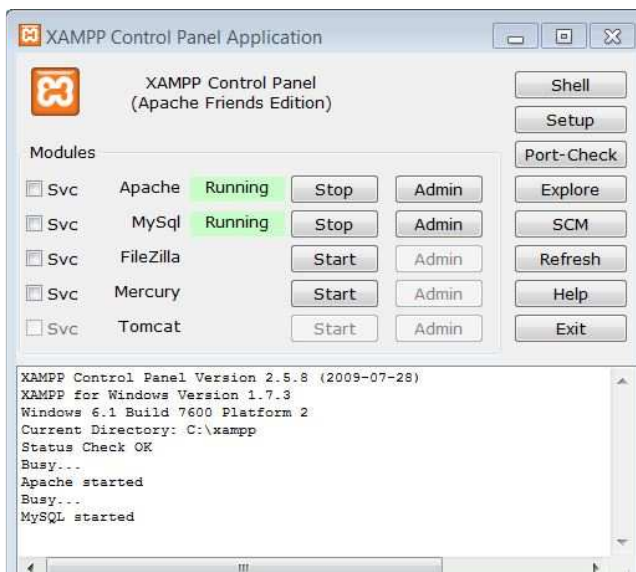 XAMPP Control Panel Application
XAMPP Control Panel
(Apache Friends Edition)
Shell
Setup
Modules
Port-Check
Svc Apache Running Stop Admin Explore
Svc MySql Running Stop Admin SCM
Svc FileZilla Start Admin Refresh
Svc Mercury Start Admin Help
Svc Tomcat Start Admin Exit
XAMPP Control Panel Version 2.5.8 (2009-07-28)
XAMPP for Windows Version 1.7.3
Windows 6.1 Build 7600 Platform 2
Current Directory: C:\xampp
Status Check OK
Busy...
Apache started
Busy...
MySQL started